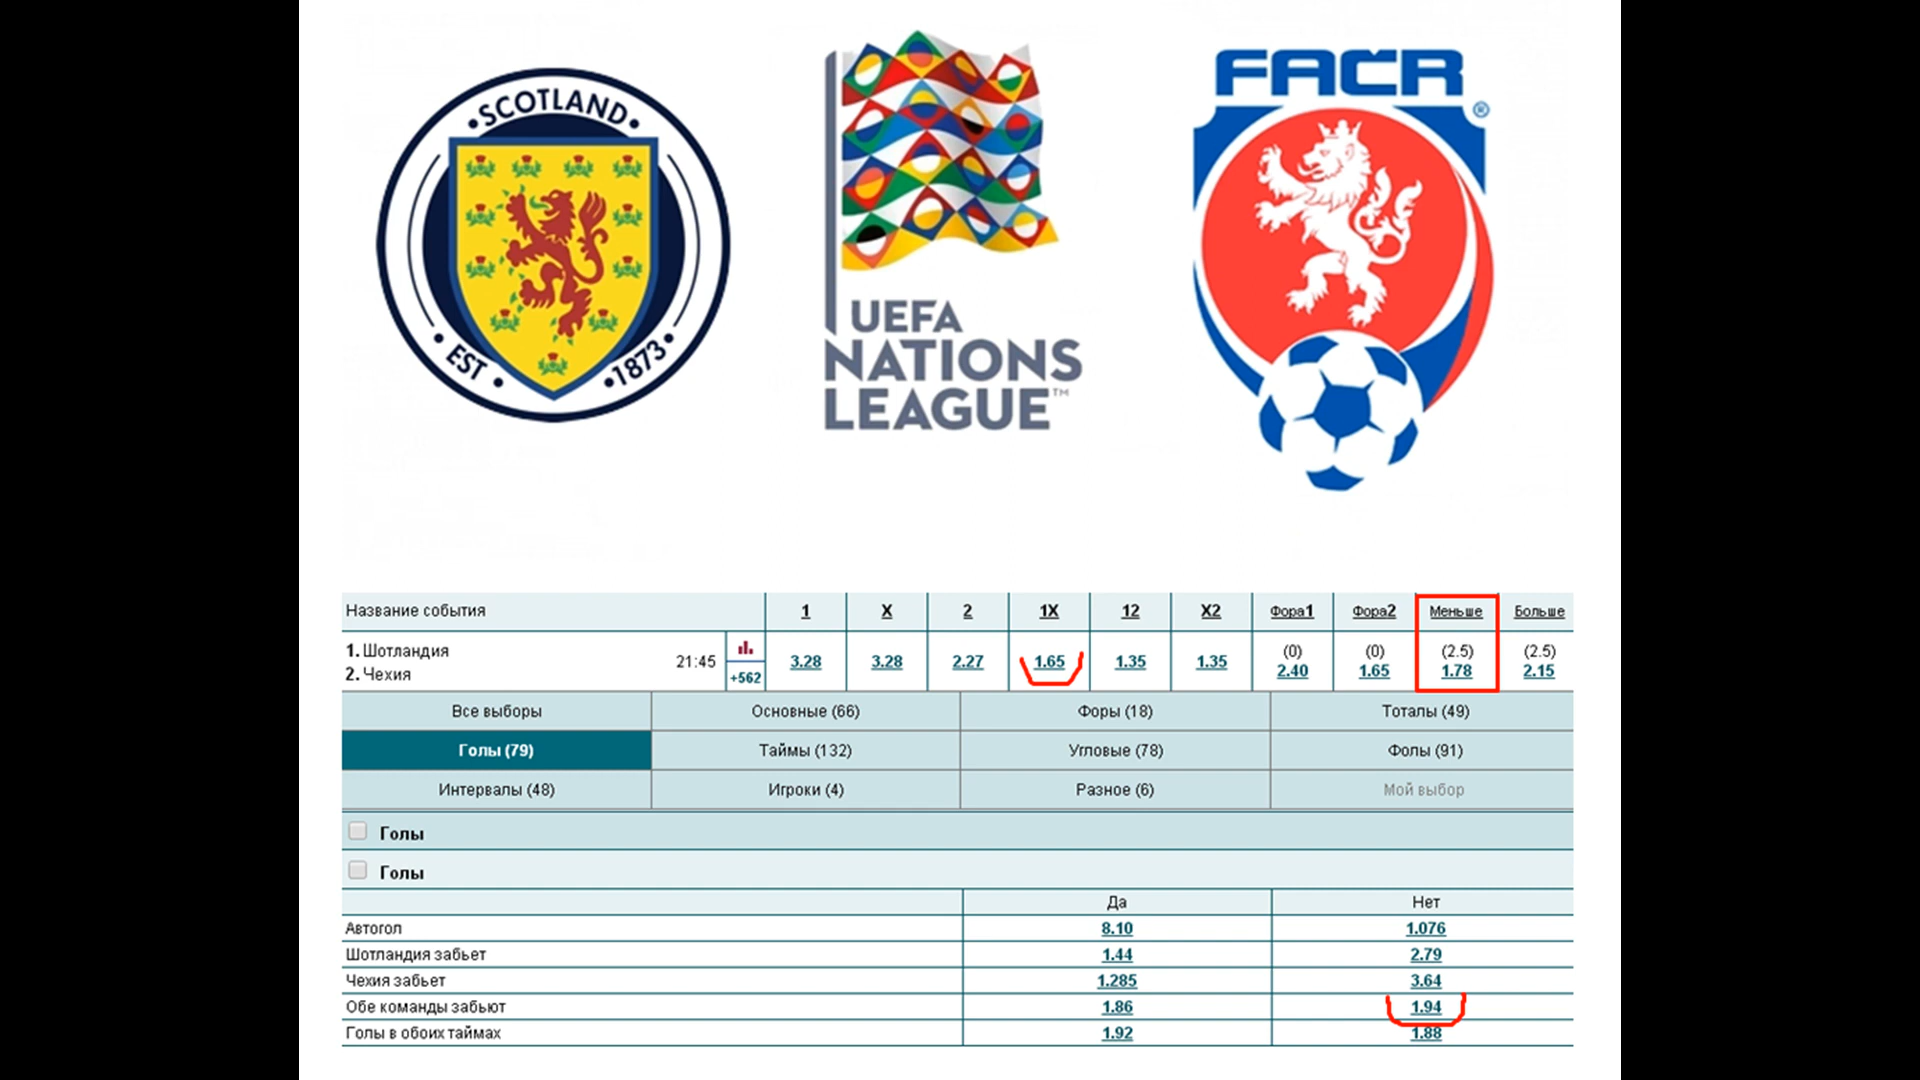 SCOTLAND
EST 1873
UEFA
NATIONS
LEAGUE™
FAČR
®
Название события 1 X 2 1X 12 X2 Фора1 Фора2 Меньше Больше
1. Шотландия
2. Чехия
21:45 +562 3.28 3.28 2.27 1.65 1.35 1.35 (0) 2.40 (0) 1.65 (2.5) 1.78 (2.5) 2.15
Все выборы Основные (66) Форы (18) Тоталы (49)
Голы (79) Таймы (132) Угловые (78) Фолы (91)
Интервалы (48) Игроки (4) Разное (6) Мой выбор
Голы
Голы
Да Нет
Автогол 8.10 1.076
Шотландия забьет 1.44 2.79
Чехия забьет 1.285 3.64
Обе команды забьют 1.86 1.94
Голы в обоих таймах 1.92 1.88